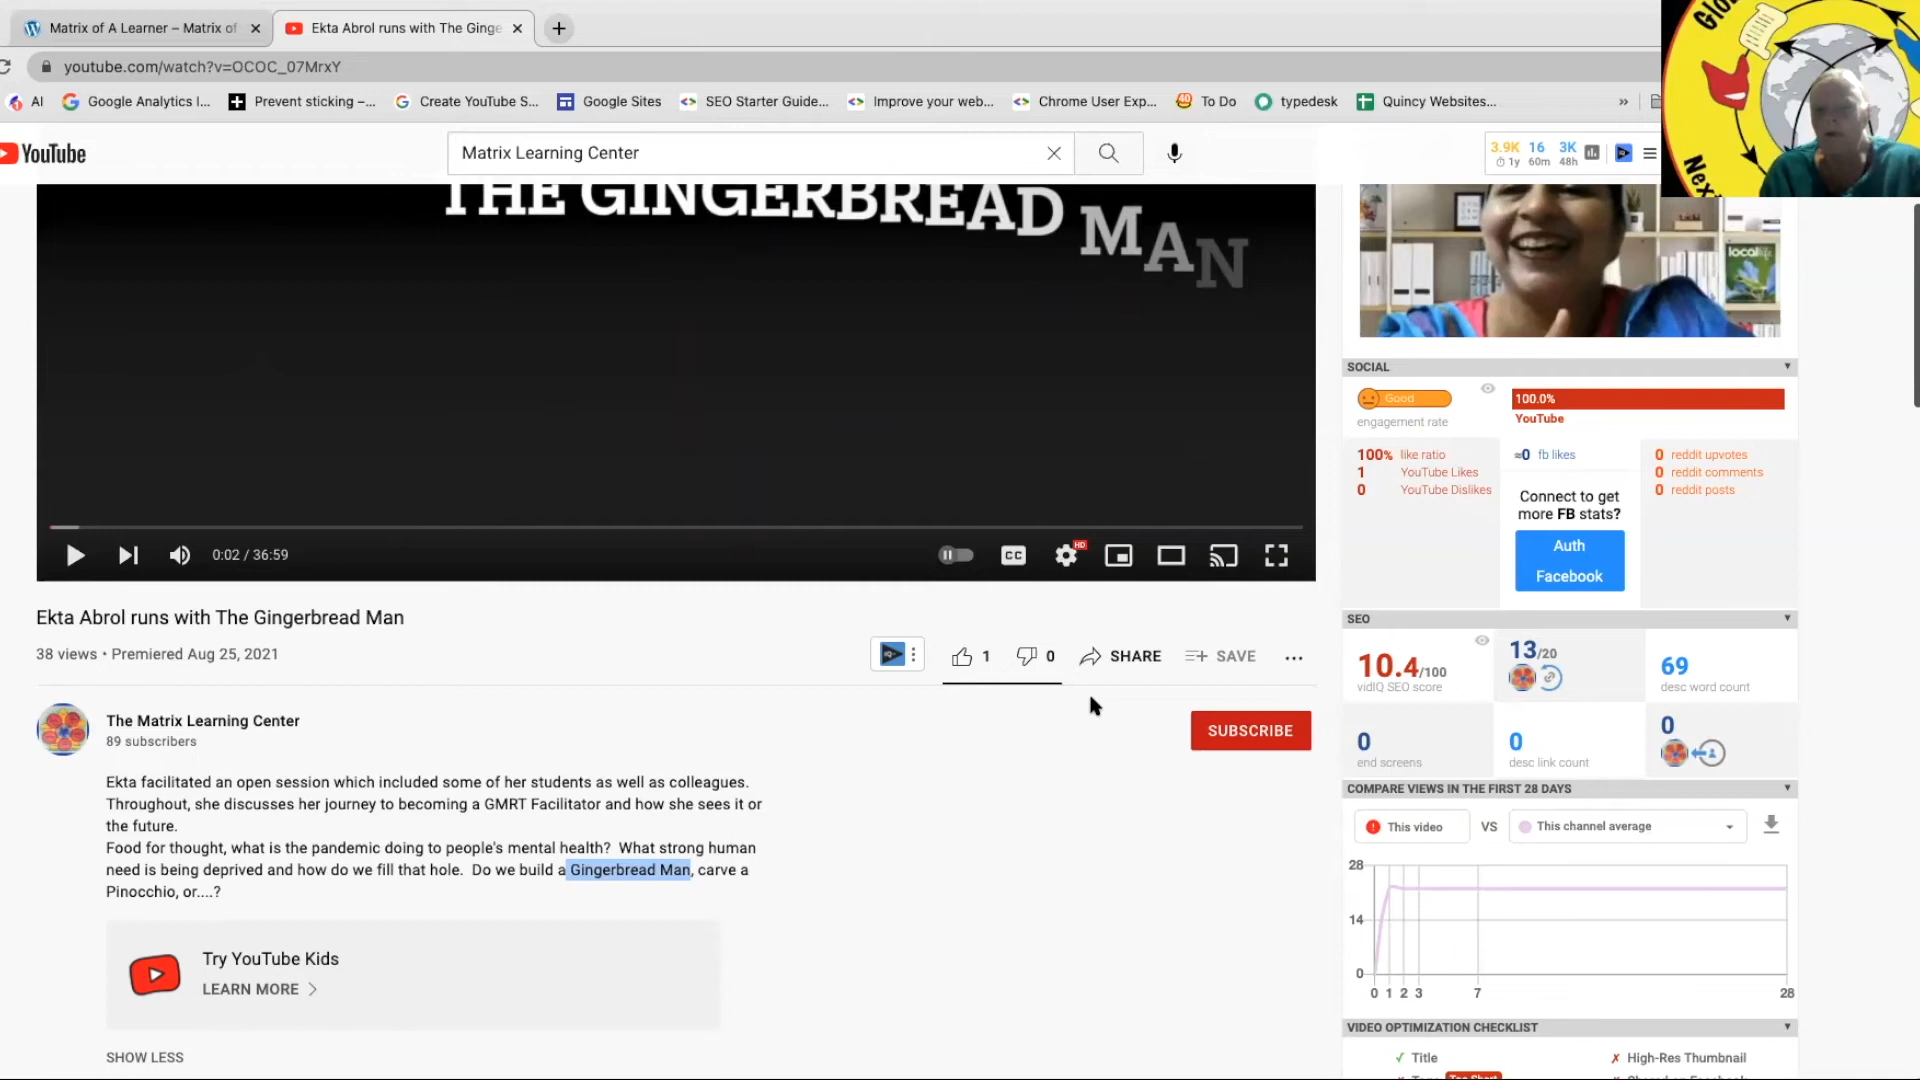 Matrix of A Learner – Matrix of
Ekta Abrol runs with The Ginge
youtube.com/watch?v=OCOC_07MrxY
AI
Google Analytics I...
Prevent sticking –...
Create YouTube S...
Google Sites
SEO Starter Guide...
Improve your web...
Chrome User Exp...
To Do
typedesk
Quincy Websites...
YouTube
Matrix Learning Center
3.9K 16 3K
1y 60m 48h
THE GINGERBREAD MAN
local
SOCIAL
Good
engagement rate
100.0%
YouTube
100% like ratio
1 YouTube Likes
0 YouTube Dislikes
≈0 fb likes
Connect to get
more FB stats?
Auth
Facebook
0 reddit upvotes
0 reddit comments
0 reddit posts
CC
HD
0:02 / 36:59
Ekta Abrol runs with The Gingerbread Man
38 views • Premiered Aug 25, 2021
1
0
SHARE
SAVE
SEO
10.4/100
vidIQ SEO score
13/20
69
desc word count
0
end screens
0
desc link count
0
The Matrix Learning Center
89 subscribers
SUBSCRIBE
Ekta facilitated an open session which included some of her students as well as colleagues.
Throughout, she discusses her journey to becoming a GMRT Facilitator and how she sees it or
the future.
Food for thought, what is the pandemic doing to people's mental health? What strong human
need is being deprived and how do we fill that hole. Do we build a Gingerbread Man, carve a
Pinocchio, or....?
COMPARE VIEWS IN THE FIRST 28 DAYS
This video
VS
This channel average
28
14
0
0 1 2 3 7 28
Try YouTube Kids
LEARN MORE
SHOW LESS
VIDEO OPTIMIZATION CHECKLIST
Title
High-Res Thumbnail